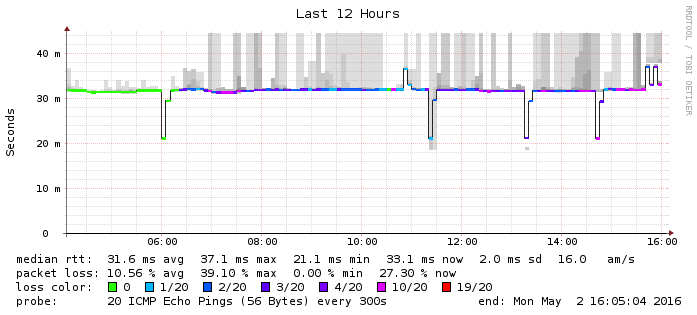 Last 12 Hours
RRDTOOL / TOBI OETIKER
Seconds
40 m
30 m
20 m
10 m
0
06:00 08:00 10:00 12:00 14:00 16:00
median rtt: 31.6 ms avg 37.1 ms max 21.1 ms min 33.1 ms now 2.0 ms sd 16.0 am/s
packet loss: 10.56 % avg 39.10 % max 0.00 % min 27.30 % now
loss color: 0 1/20 2/20 3/20 4/20 10/20 19/20
probe: 20 ICMP Echo Pings (56 Bytes) every 300s end: Mon May 2 16:05:04 2016